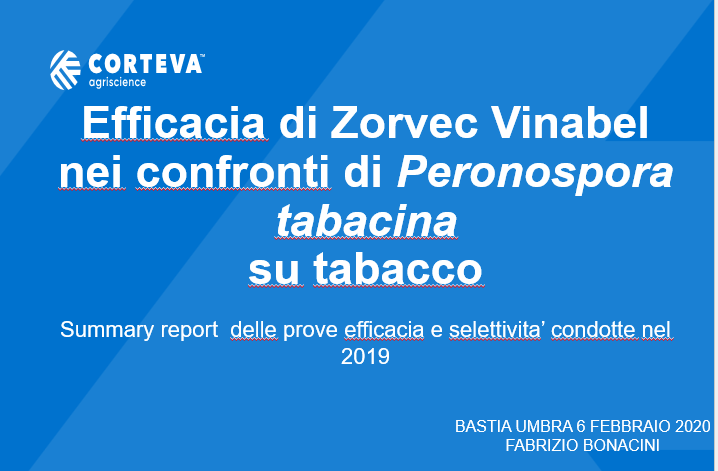 CORTEVA™
agriscience
Efficacia di Zorvec Vinabel
nei confronti di Peronospora
tabacina
su tabacco
Summary report  delle prove efficacia e selettivita’ condotte nel
2019
BASTIA UMBRA 6 FEBBRAIO 2020
FABRIZIO BONACINI